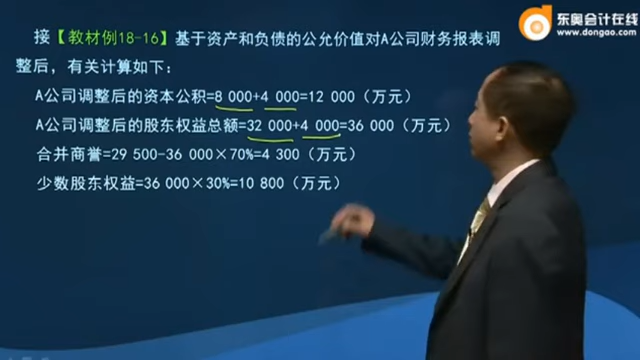 东奥会计在线
www.dongao.com
接【教材例18-16】基于资产和负债的公允价值对A公司财务报表调
整后，有关计算如下：
A公司调整后的资本公积=8 000+4 000=12 000（万元）
A公司调整后的股东权益总额=32 000+4 000=36 000（万元）
合并商誉=29 500-36 000×70%=4 300（万元）
少数股东权益=36 000×30%=10 800（万元）